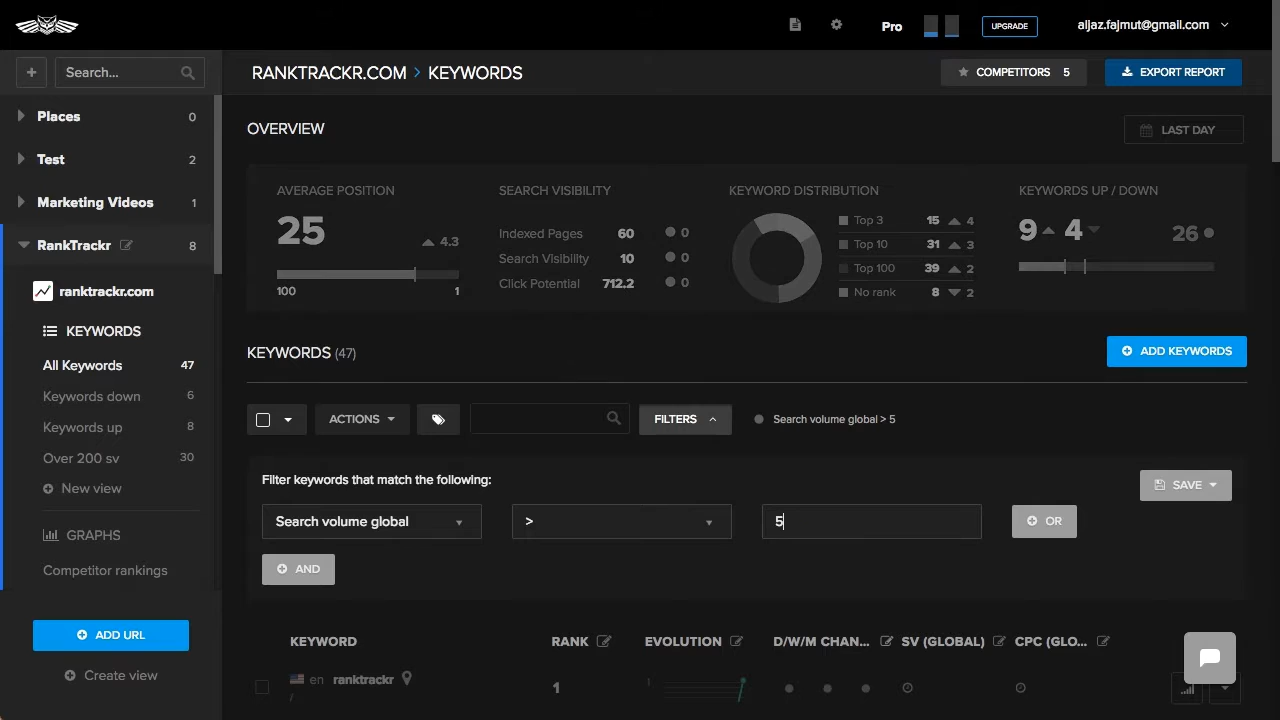 Pro
UPGRADE
aljaz.fajmut@gmail.com
Search...
RANKTRACKR.COM > KEYWORDS
COMPETITORS 5
EXPORT REPORT
Places 0
Test 2
Marketing Videos 1
RankTrackr 8
ranktrackr.com
KEYWORDS
All Keywords 47
Keywords down 6
Keywords up 8
Over 200 sv 30
New view
GRAPHS
Competitor rankings
ADD URL
Create view
OVERVIEW
LAST DAY
AVERAGE POSITION
25
4.3
100 1
SEARCH VISIBILITY
Indexed Pages 60 0
Search Visibility 10 0
Click Potential 712.2 0
KEYWORD DISTRIBUTION
Top 3 15 4
Top 10 31 3
Top 100 39 2
No rank 8 2
KEYWORDS UP / DOWN
9 4 26
KEYWORDS (47)
ADD KEYWORDS
ACTIONS
FILTERS
Search volume global > 5
Filter keywords that match the following:
SAVE
Search volume global
>
5
OR
AND
KEYWORD RANK EVOLUTION D/W/M CHAN... SV (GLOBAL) CPC (GLO...
en ranktrackr 1
/